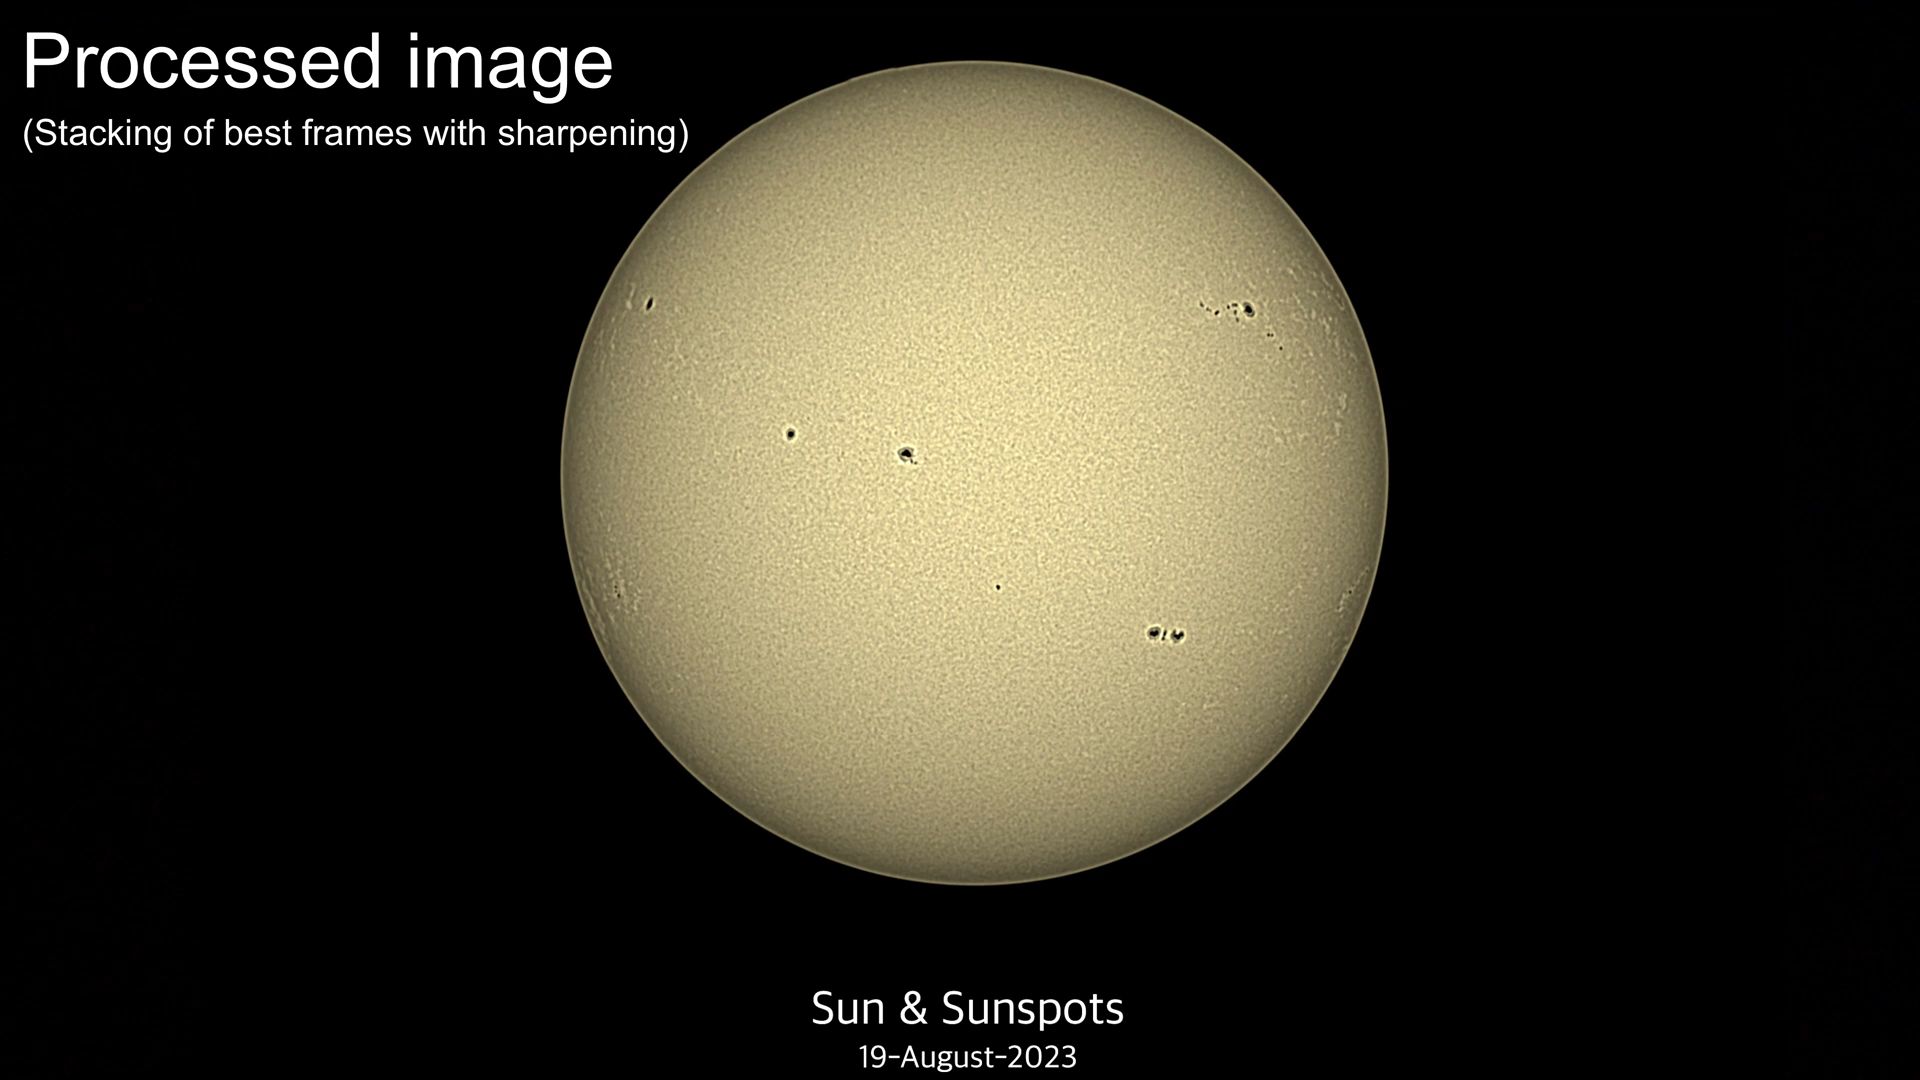 Processed image
(Stacking of best frames with sharpening)
Sun & Sunspots
19-August-2023